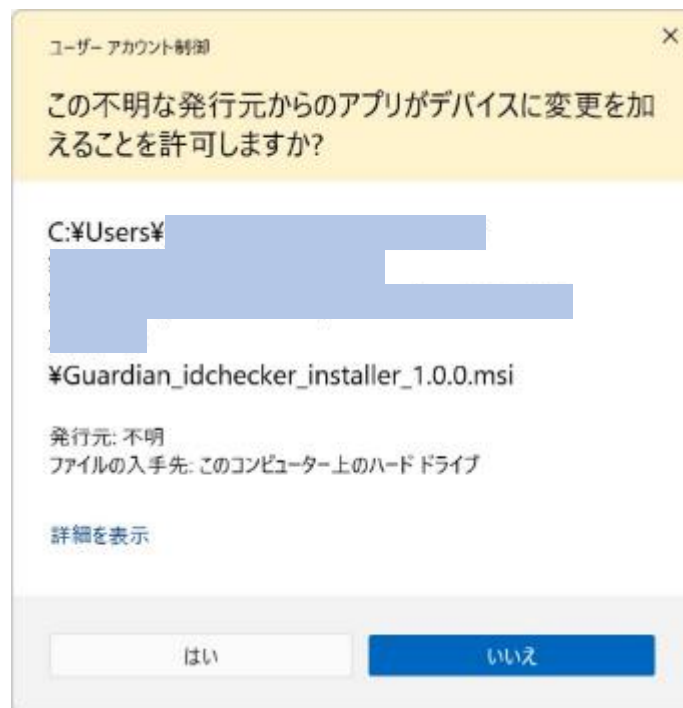 ユーザー アカウント制御
この不明な発行元からのアプリがデバイスに変更を加
えることを許可しますか?
C:¥Users¥
¥Guardian_idchecker_installer_1.0.0.msi
発行元: 不明
ファイルの入手先: このコンピューター上のハード ドライブ
詳細を表示
はい
いいえ